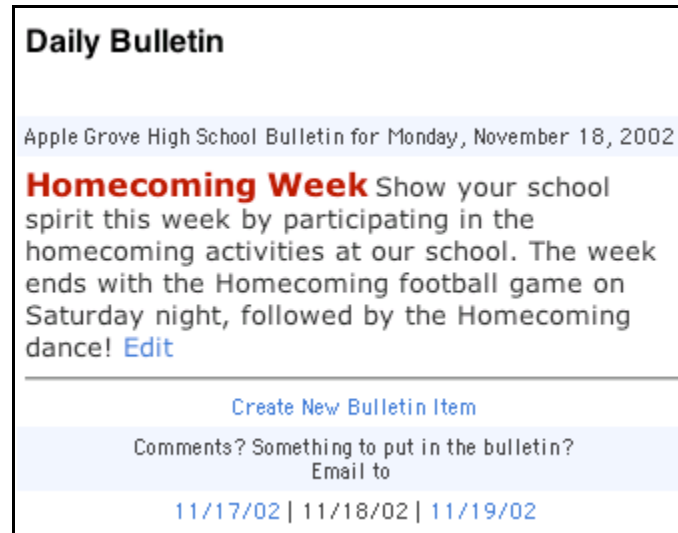 Daily Bulletin
Apple Grove High School Bulletin for Monday, November 18, 2002
Homecoming Week Show your school
spirit this week by participating in the
homecoming activities at our school. The week
ends with the Homecoming football game on
Saturday night, followed by the Homecoming
dance! Edit
Create New Bulletin Item
Comments? Something to put in the bulletin?
Email to
11/17/02 | 11/18/02 | 11/19/02